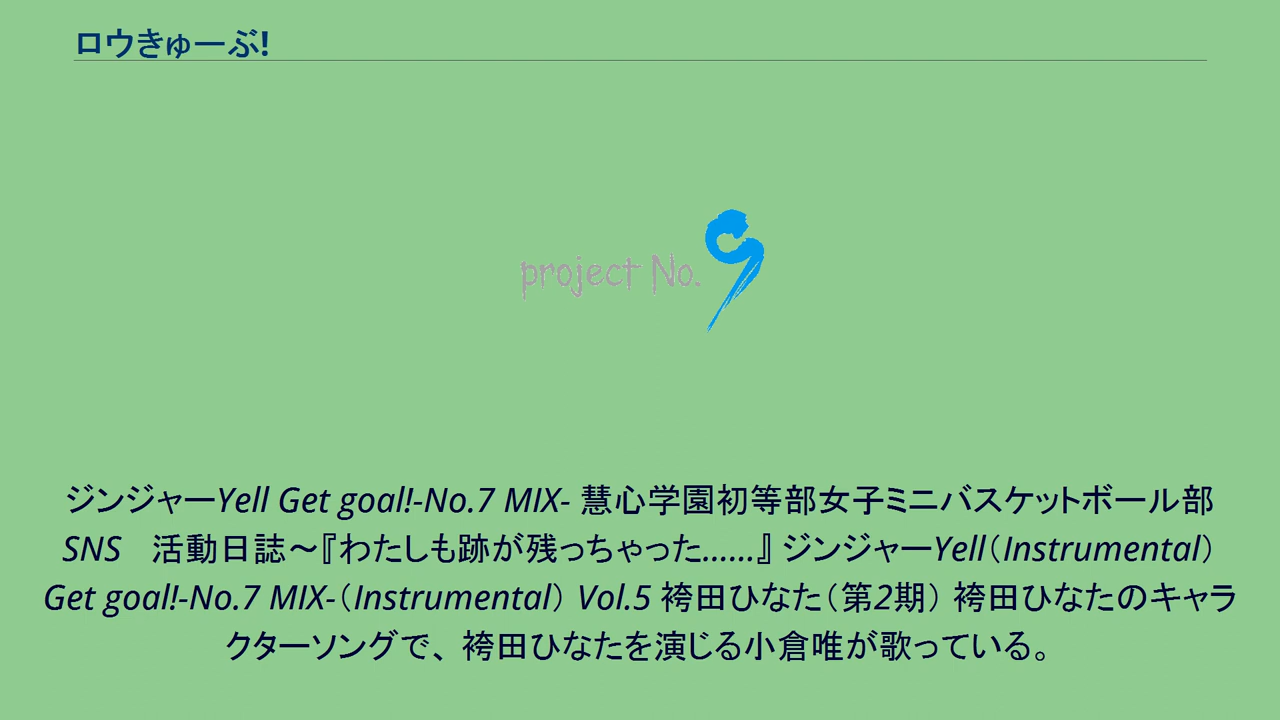 ロウきゅーぶ!
project No.9
ジンジャーYell Get goal!-No.7 MIX- 慧心学園初等部女子ミニバスケットボール部
SNS　活動日誌〜『わたしも跡が残っちゃった……』 ジンジャーYell（Instrumental）
Get goal!-No.7 MIX-（Instrumental） Vol.5 袴田ひなた（第2期） 袴田ひなたのキャラ
クターソングで、袴田ひなたを演じる小倉唯が歌っている。